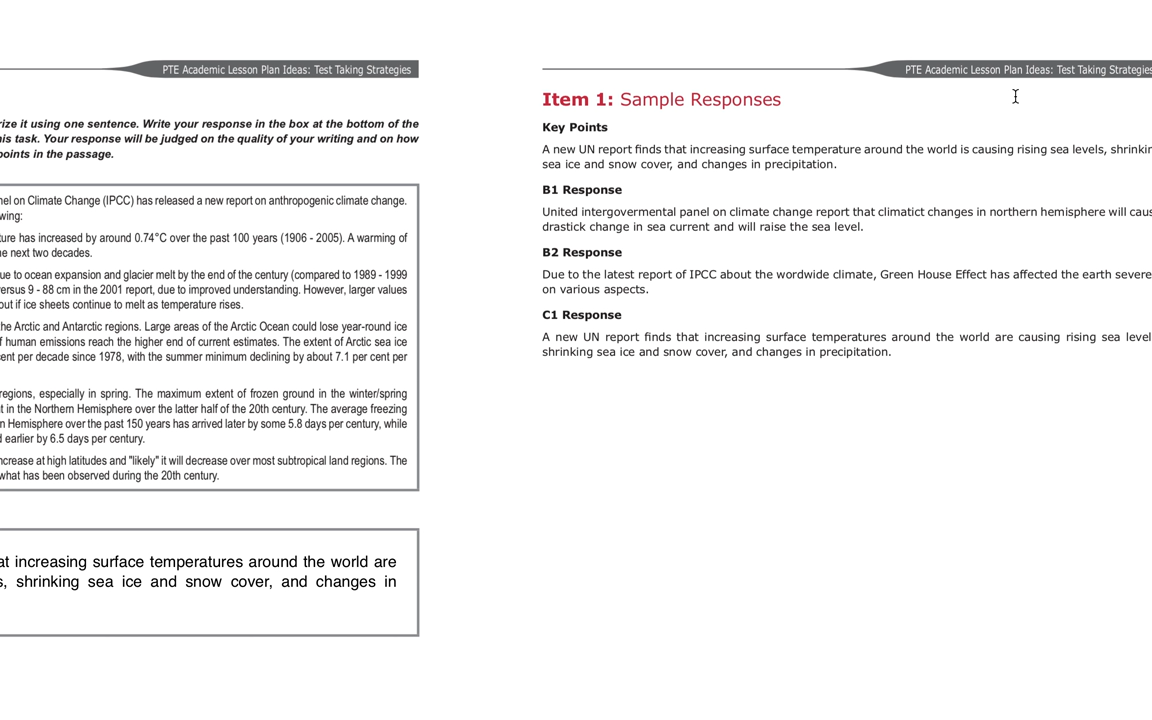 PTE Academic Lesson Plan Ideas: Test Taking Strategies
rize it using one sentence. Write your response in the box at the bottom of the
his task. Your response will be judged on the quality of your writing and on how
points in the passage.
nel on Climate Change (IPCC) has released a new report on anthropogenic climate change.
wing:
ture has increased by around 0.74°C over the past 100 years (1906 - 2005). A warming of
he next two decades.
ue to ocean expansion and glacier melt by the end of the century (compared to 1989 - 1999
versus 9 - 88 cm in the 2001 report, due to improved understanding. However, larger values
out if ice sheets continue to melt as temperature rises.
he Arctic and Antarctic regions. Large areas of the Arctic Ocean could lose year-round ice
f human emissions reach the higher end of current estimates. The extent of Arctic sea ice
cent per decade since 1978, with the summer minimum declining by about 7.1 per cent per
regions, especially in spring. The maximum extent of frozen ground in the winter/spring
t in the Northern Hemisphere over the latter half of the 20th century. The average freezing
n Hemisphere over the past 150 years has arrived later by some 5.8 days per century, while
d earlier by 6.5 days per century.
ncrease at high latitudes and "likely" it will decrease over most subtropical land regions. The
what has been observed during the 20th century.
at increasing surface temperatures around the world are
s, shrinking sea ice and snow cover, and changes in
PTE Academic Lesson Plan Ideas: Test Taking Strategies
Item 1: Sample Responses
Key Points
A new UN report finds that increasing surface temperature around the world is causing rising sea levels, shrinkin
sea ice and snow cover, and changes in precipitation.
B1 Response
United intergovermental panel on climate change report that climatict changes in northern hemisphere will caus
drastick change in sea current and will raise the sea level.
B2 Response
Due to the latest report of IPCC about the wordwide climate, Green House Effect has affected the earth severe
on various aspects.
C1 Response
A new UN report finds that increasing surface temperatures around the world are causing rising sea level
shrinking sea ice and snow cover, and changes in precipitation.